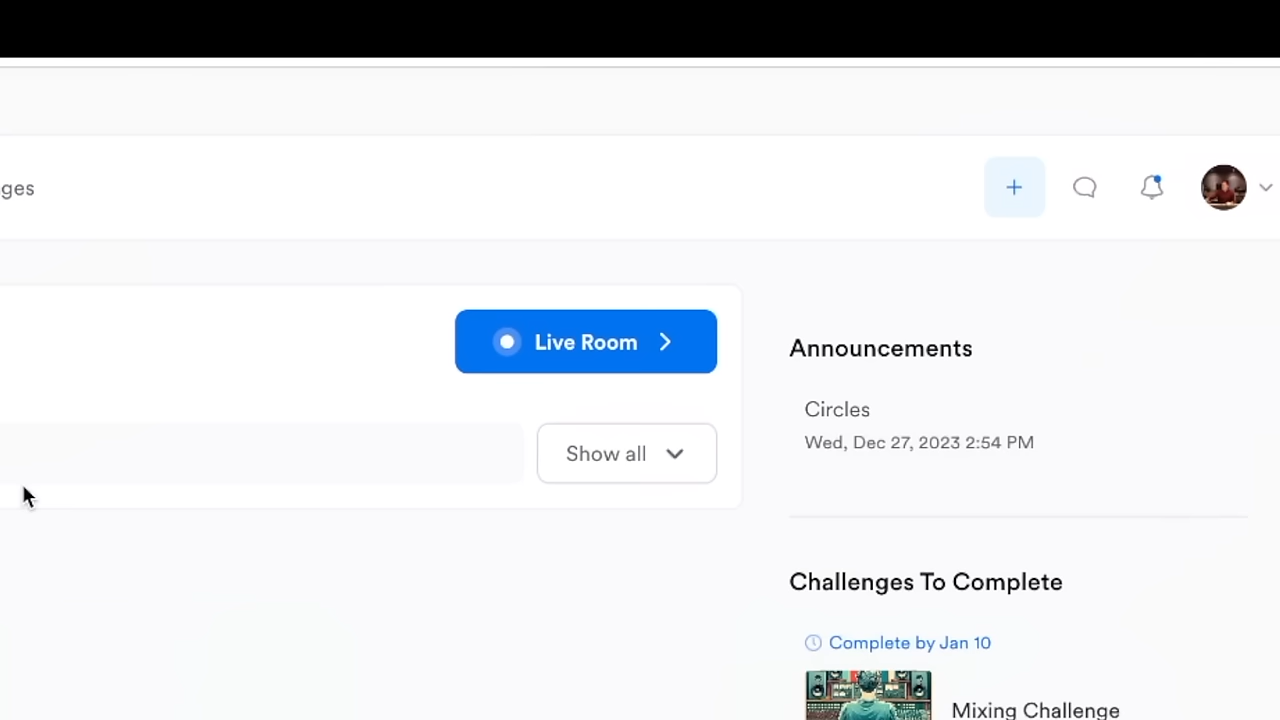 ges
Live Room
Show all
Announcements
Circles
Wed, Dec 27, 2023 2:54 PM
Challenges To Complete
Complete by Jan 10
Mixing Challenge